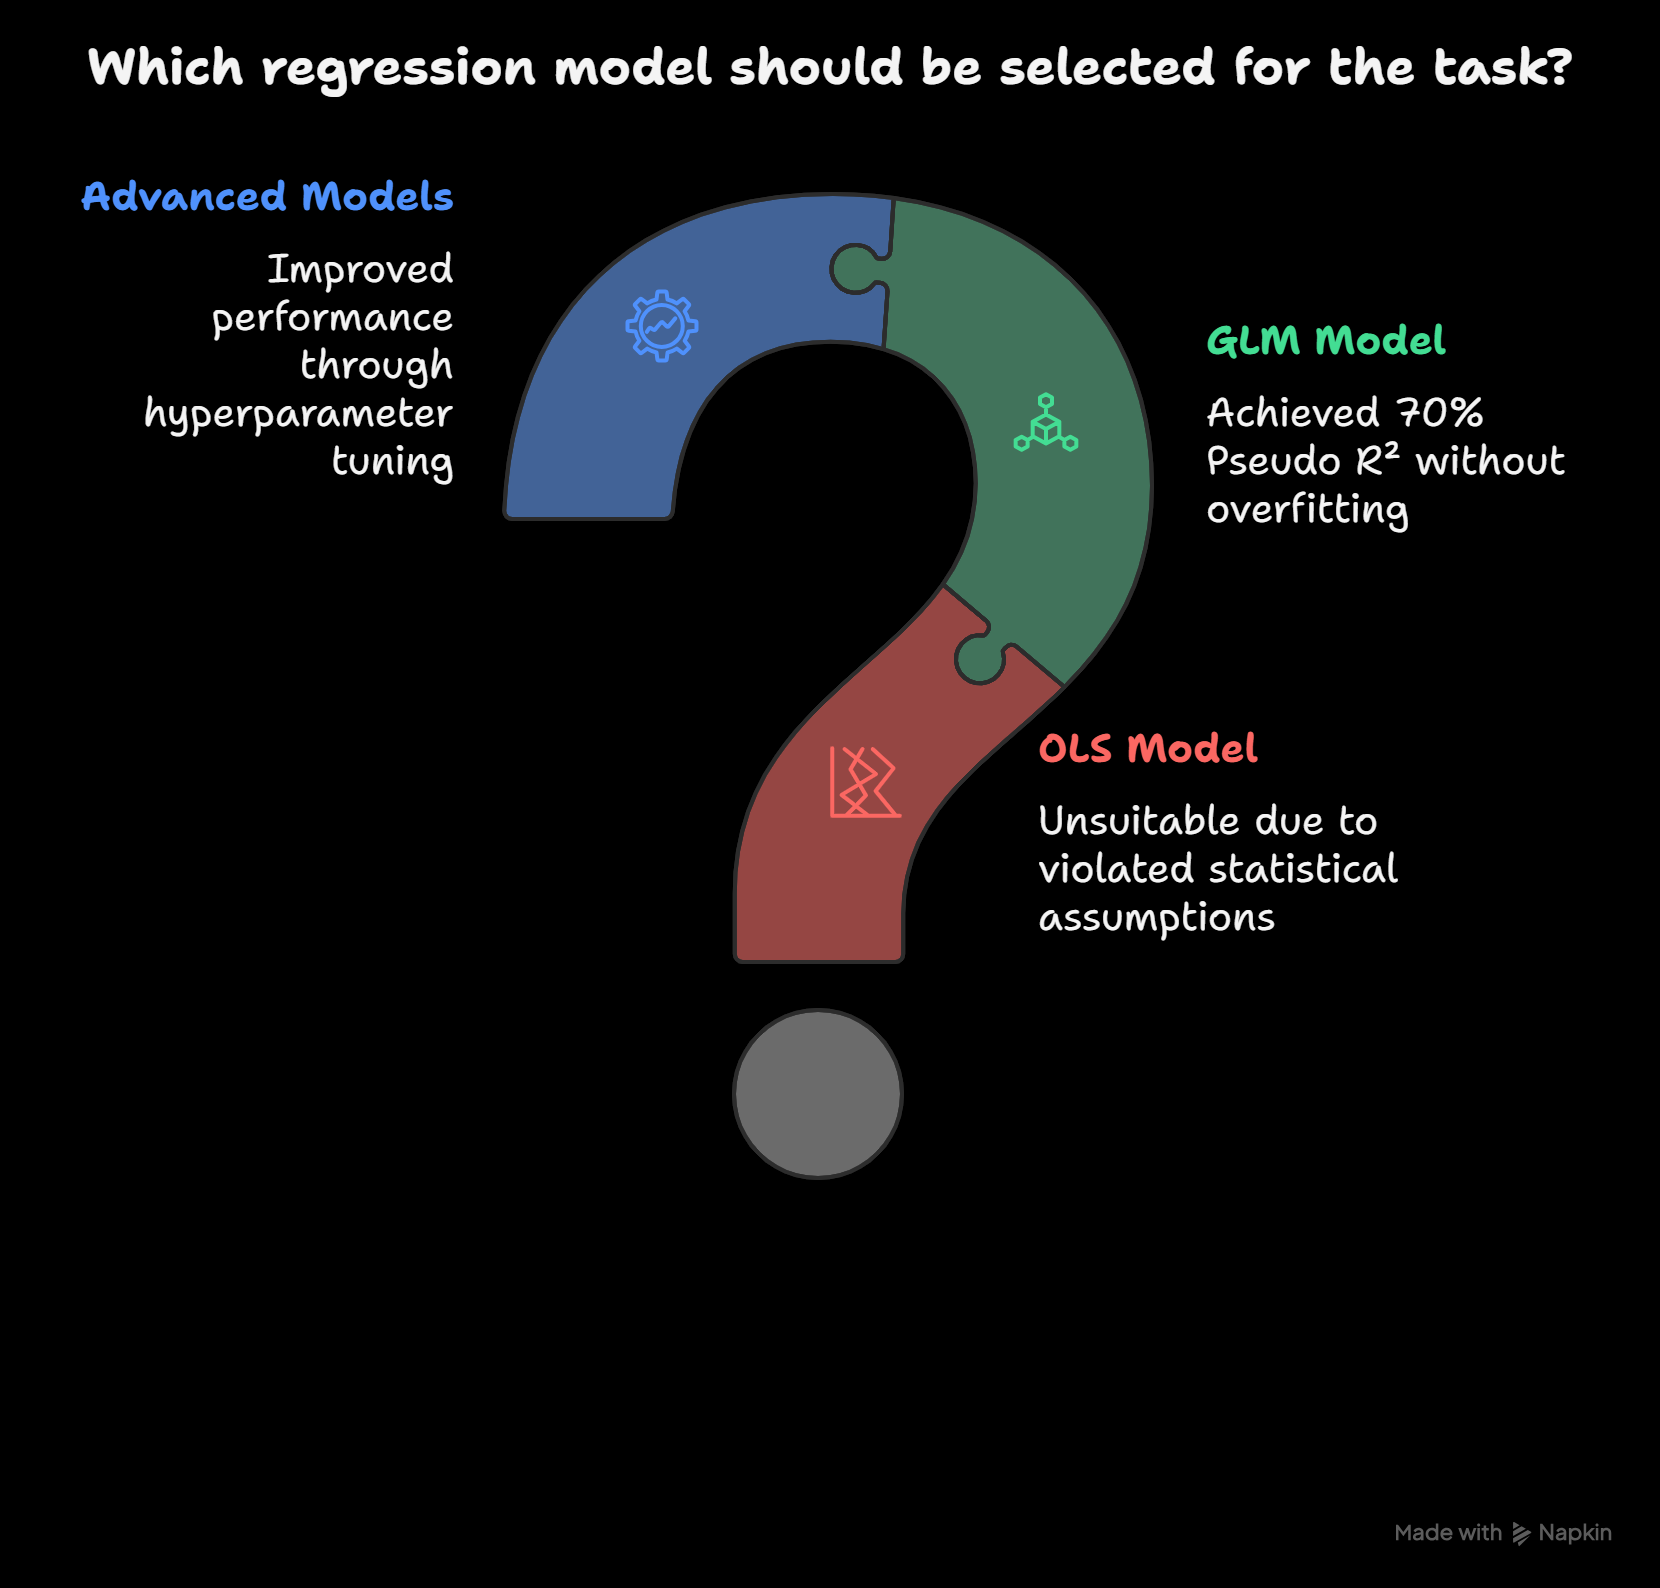 Which regression model should be selected for the task?
Advanced Models
Improved
performance
through
hyperparameter
tuning
GLM Model
Achieved 70%
Pseudo R² without
overfitting
OLS Model
Unsuitable due to
violated statistical
assumptions
Made with Napkin